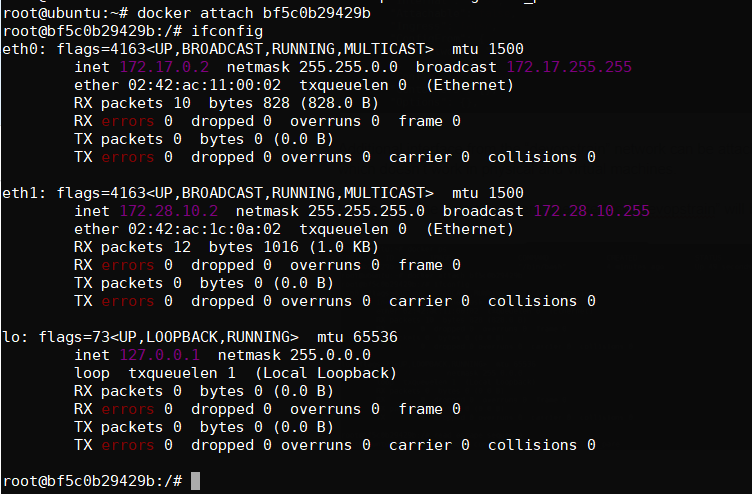 root@ubuntu:~# docker attach bf5c0b29429b
root@bf5c0b29429b:/# ifconfig
eth0: flags=4163<UP,BROADCAST,RUNNING,MULTICAST>  mtu 1500
        inet 172.17.0.2  netmask 255.255.0.0  broadcast 172.17.255.255
        ether 02:42:ac:11:00:02  txqueuelen 0  (Ethernet)
        RX packets 10  bytes 828 (828.0 B)
        RX errors 0  dropped 0  overruns 0  frame 0
        TX packets 0  bytes 0 (0.0 B)
        TX errors 0  dropped 0 overruns 0  carrier 0  collisions 0

eth1: flags=4163<UP,BROADCAST,RUNNING,MULTICAST>  mtu 1500
        inet 172.28.10.2  netmask 255.255.255.0  broadcast 172.28.10.255
        ether 02:42:ac:1c:0a:02  txqueuelen 0  (Ethernet)
        RX packets 12  bytes 1016 (1.0 KB)
        RX errors 0  dropped 0  overruns 0  frame 0
        TX packets 0  bytes 0 (0.0 B)
        TX errors 0  dropped 0 overruns 0  carrier 0  collisions 0

lo: flags=73<UP,LOOPBACK,RUNNING>  mtu 65536
        inet 127.0.0.1  netmask 255.0.0.0
        loop  txqueuelen 1  (Local Loopback)
        RX packets 0  bytes 0 (0.0 B)
        RX errors 0  dropped 0  overruns 0  frame 0
        TX packets 0  bytes 0 (0.0 B)
        TX errors 0  dropped 0 overruns 0  carrier 0  collisions 0

root@bf5c0b29429b:/#